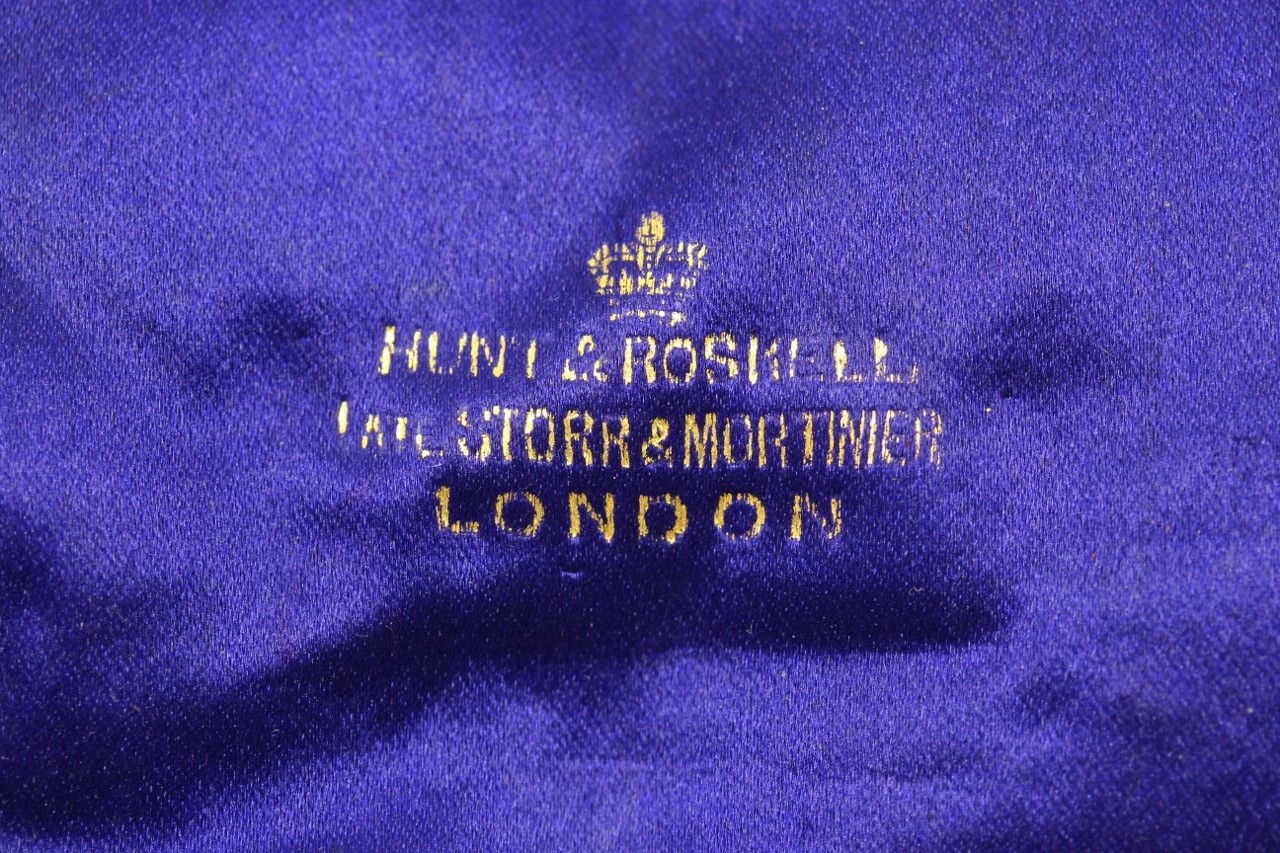 HUNT & ROSKELL
LATE STORR & MORTIMER
LONDON